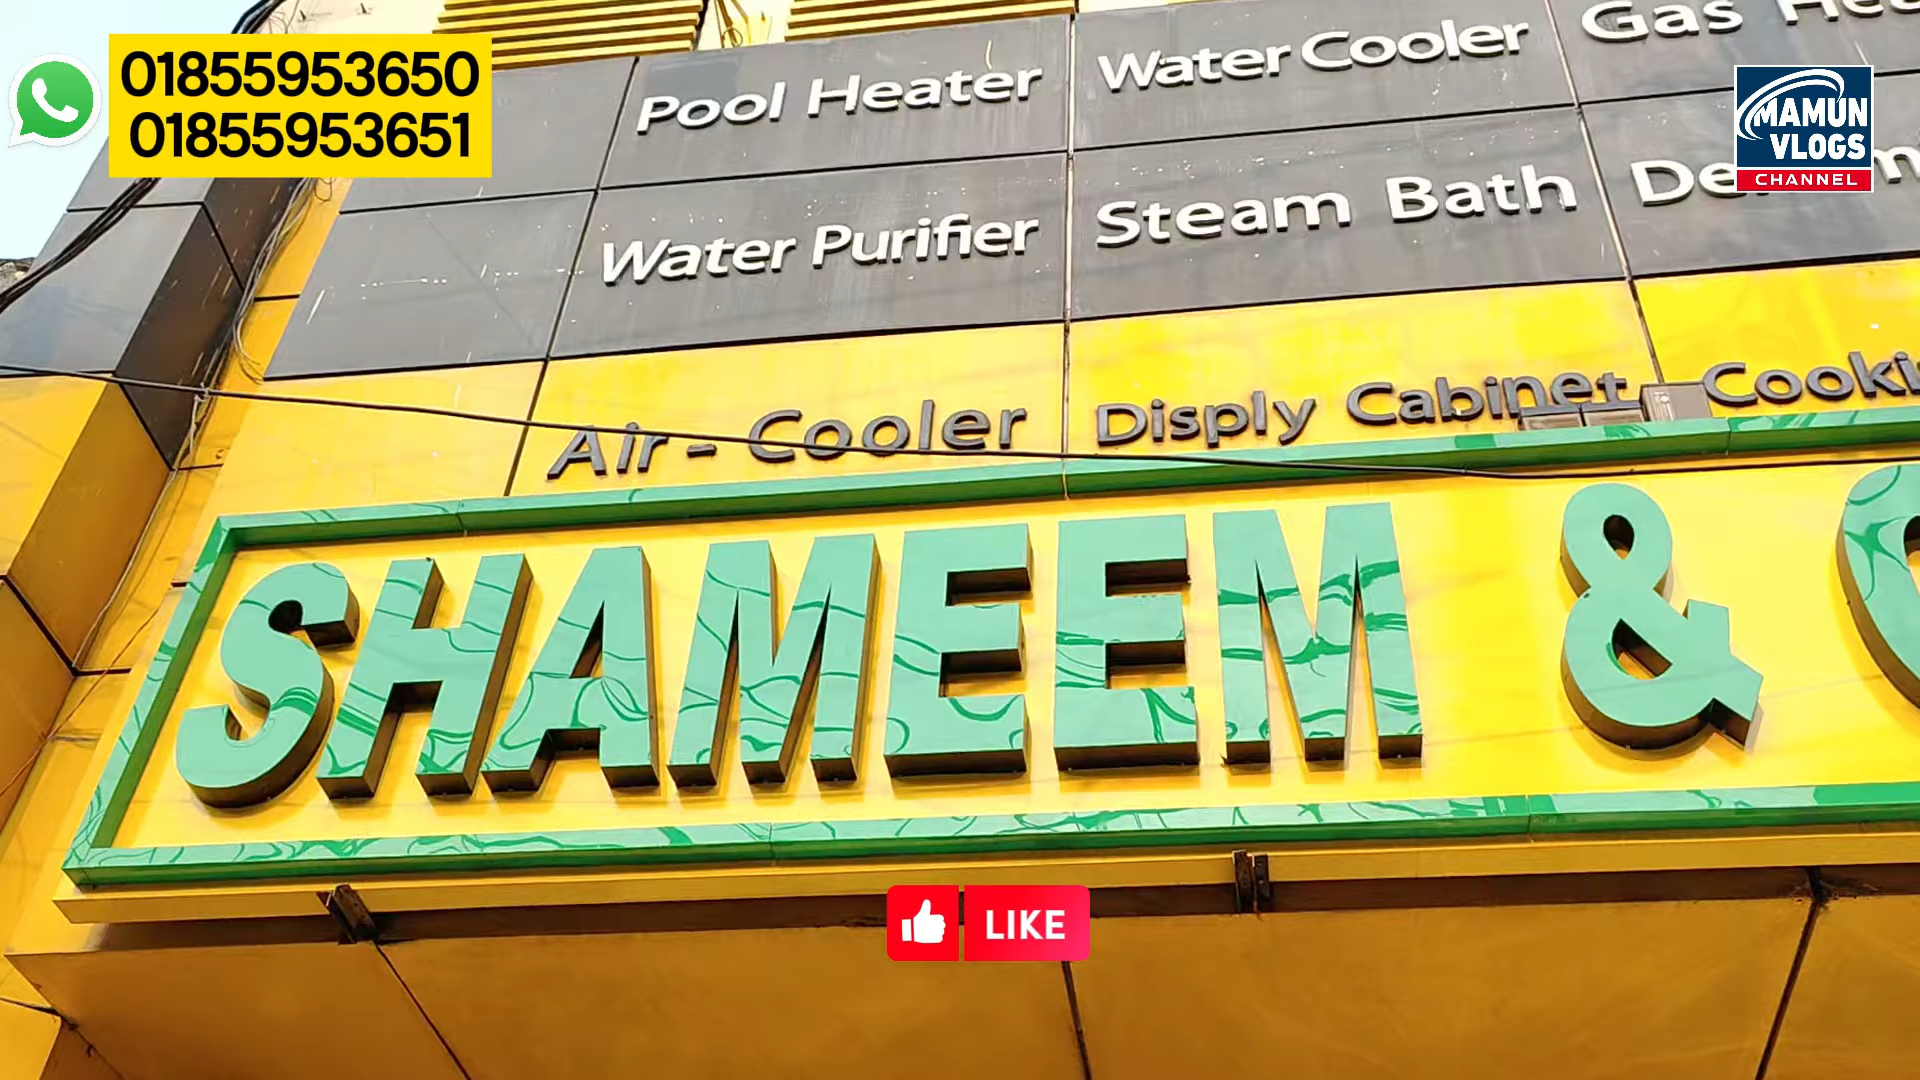 01855953650
01855953651
Pool Heater Water Cooler Gas
MAMUN
VLOGS
CHANNEL
Water Purifier Steam Bath
Air - Cooler Disply Cabinet
SHAMEEM &
LIKE